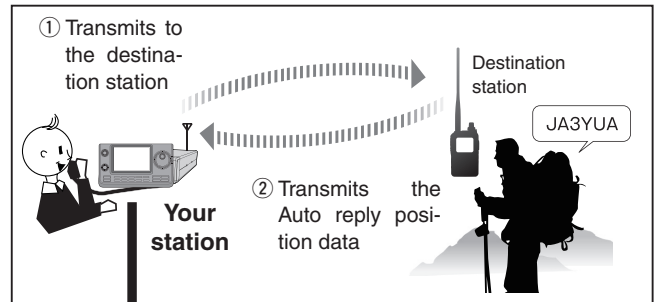 ① Transmits to
the destina-
tion station
Destination
station
JA3YUA
② Transmits the
Auto reply posi-
tion data
Your
station